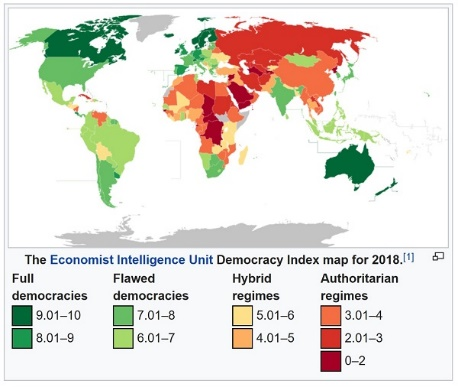 The Economist Intelligence Unit Democracy Index map for 2018.[1]
Full democracies
9.01–10
8.01–9
Flawed democracies
7.01–8
6.01–7
Hybrid regimes
5.01–6
4.01–5
Authoritarian regimes
3.01–4
2.01–3
0–2